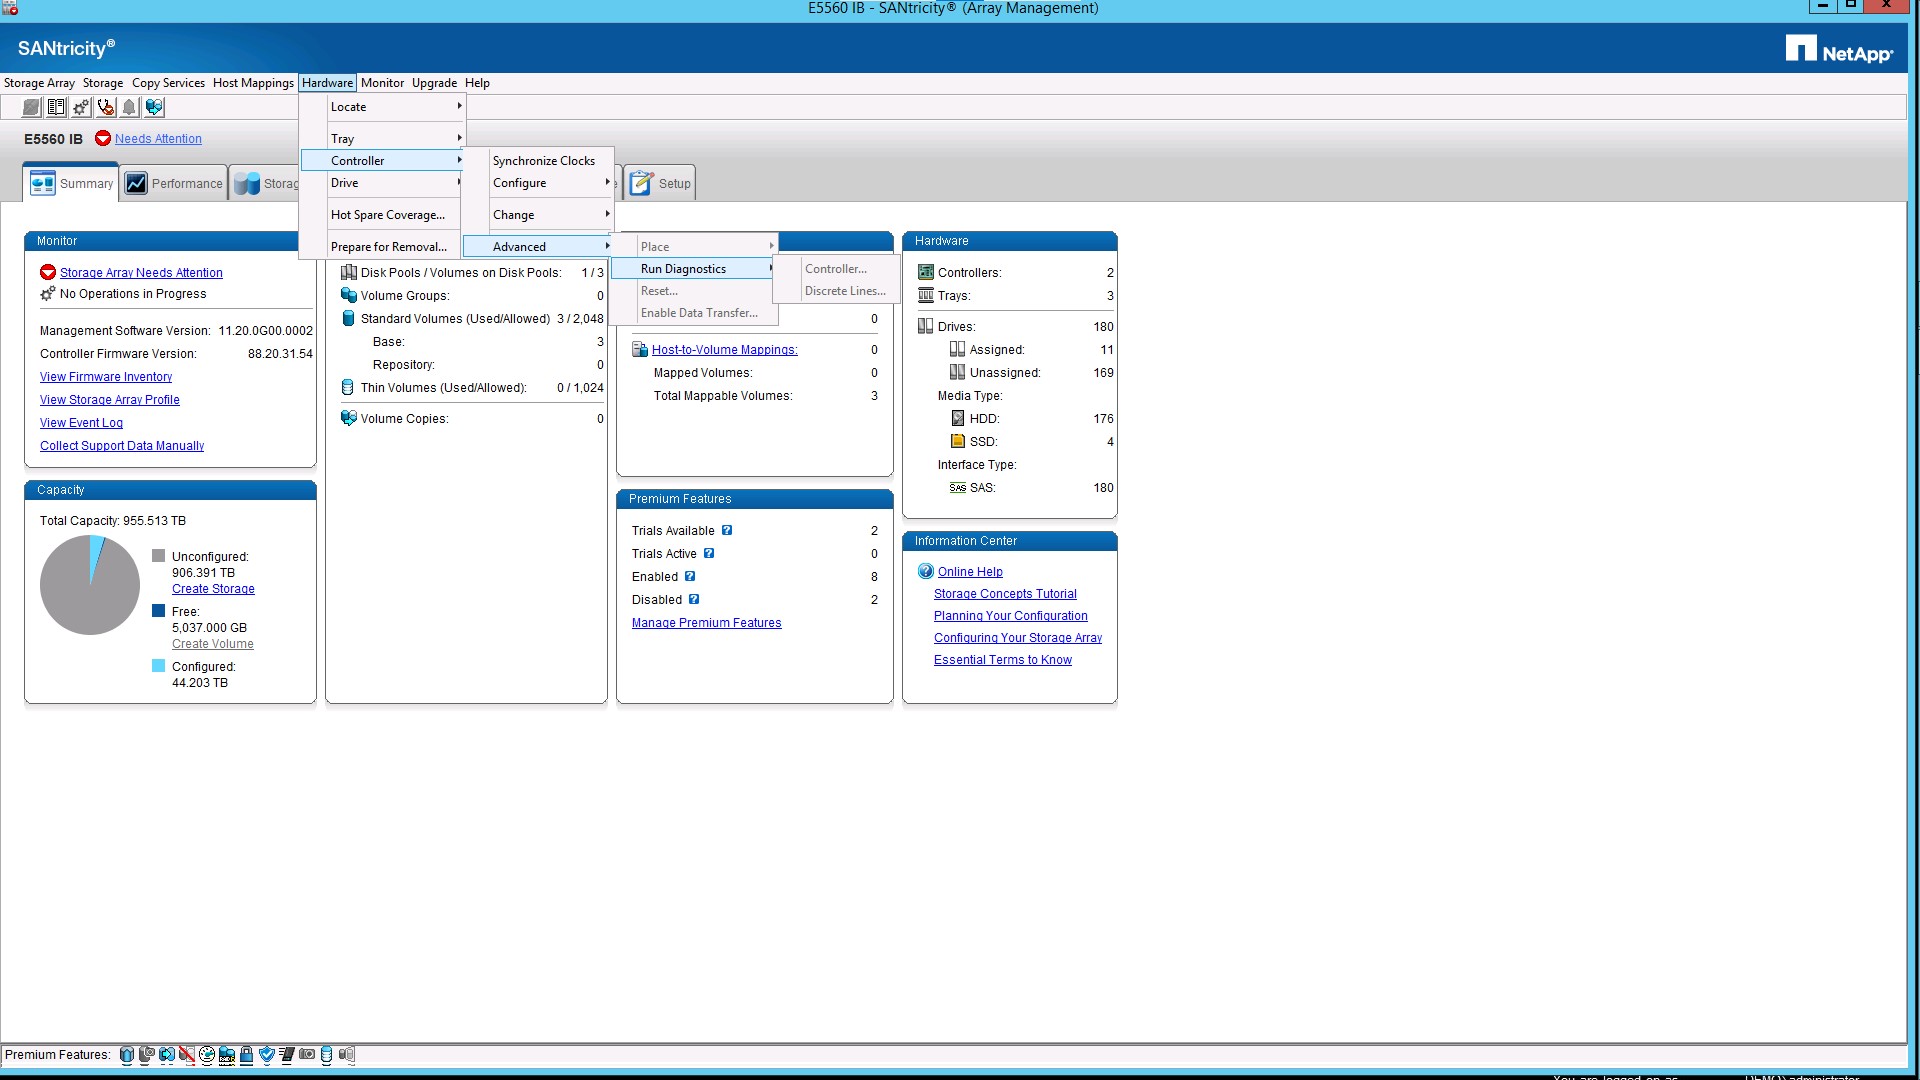 E5560 IB - SANtricity® (Array Management)
SANtricity®
NetApp®
Storage Array Storage Copy Services Host Mappings Hardware Monitor Upgrade Help
E5560 IB Needs Attention
Summary Performance Setup
Locate
Tray
Controller
Drive
Hot Spare Coverage...
Prepare for Removal...
Synchronize Clocks
Configure
Change
Advanced
Place
Run Diagnostics
Reset...
Enable Data Transfer...
Controller...
Discrete Lines...
Monitor
Storage Array Needs Attention
No Operations in Progress
Management Software Version: 11.20.0G00.0002
Controller Firmware Version: 88.20.31.54
View Firmware Inventory
View Storage Array Profile
View Event Log
Collect Support Data Manually
Capacity
Total Capacity: 955.513 TB
Unconfigured:
906.391 TB
Create Storage
Free:
5,037.000 GB
Create Volume
Configured:
44.203 TB
Disk Pools / Volumes on Disk Pools: 1 / 3
Volume Groups: 0
Standard Volumes (Used/Allowed) 3 / 2,048
Base: 3
Repository: 0
Thin Volumes (Used/Allowed): 0 / 1,024
Volume Copies: 0
0
Host-to-Volume Mappings: 0
Mapped Volumes: 0
Total Mappable Volumes: 3
Premium Features
Trials Available ? 2
Trials Active ? 0
Enabled ? 8
Disabled ? 2
Manage Premium Features
Hardware
Controllers: 2
Trays: 3
Drives: 180
Assigned: 11
Unassigned: 169
Media Type:
HDD: 176
SSD: 4
Interface Type:
SAS SAS: 180
Information Center
Online Help
Storage Concepts Tutorial
Planning Your Configuration
Configuring Your Storage Array
Essential Terms to Know
Premium Features:
You are logged on as DEMO\administrator